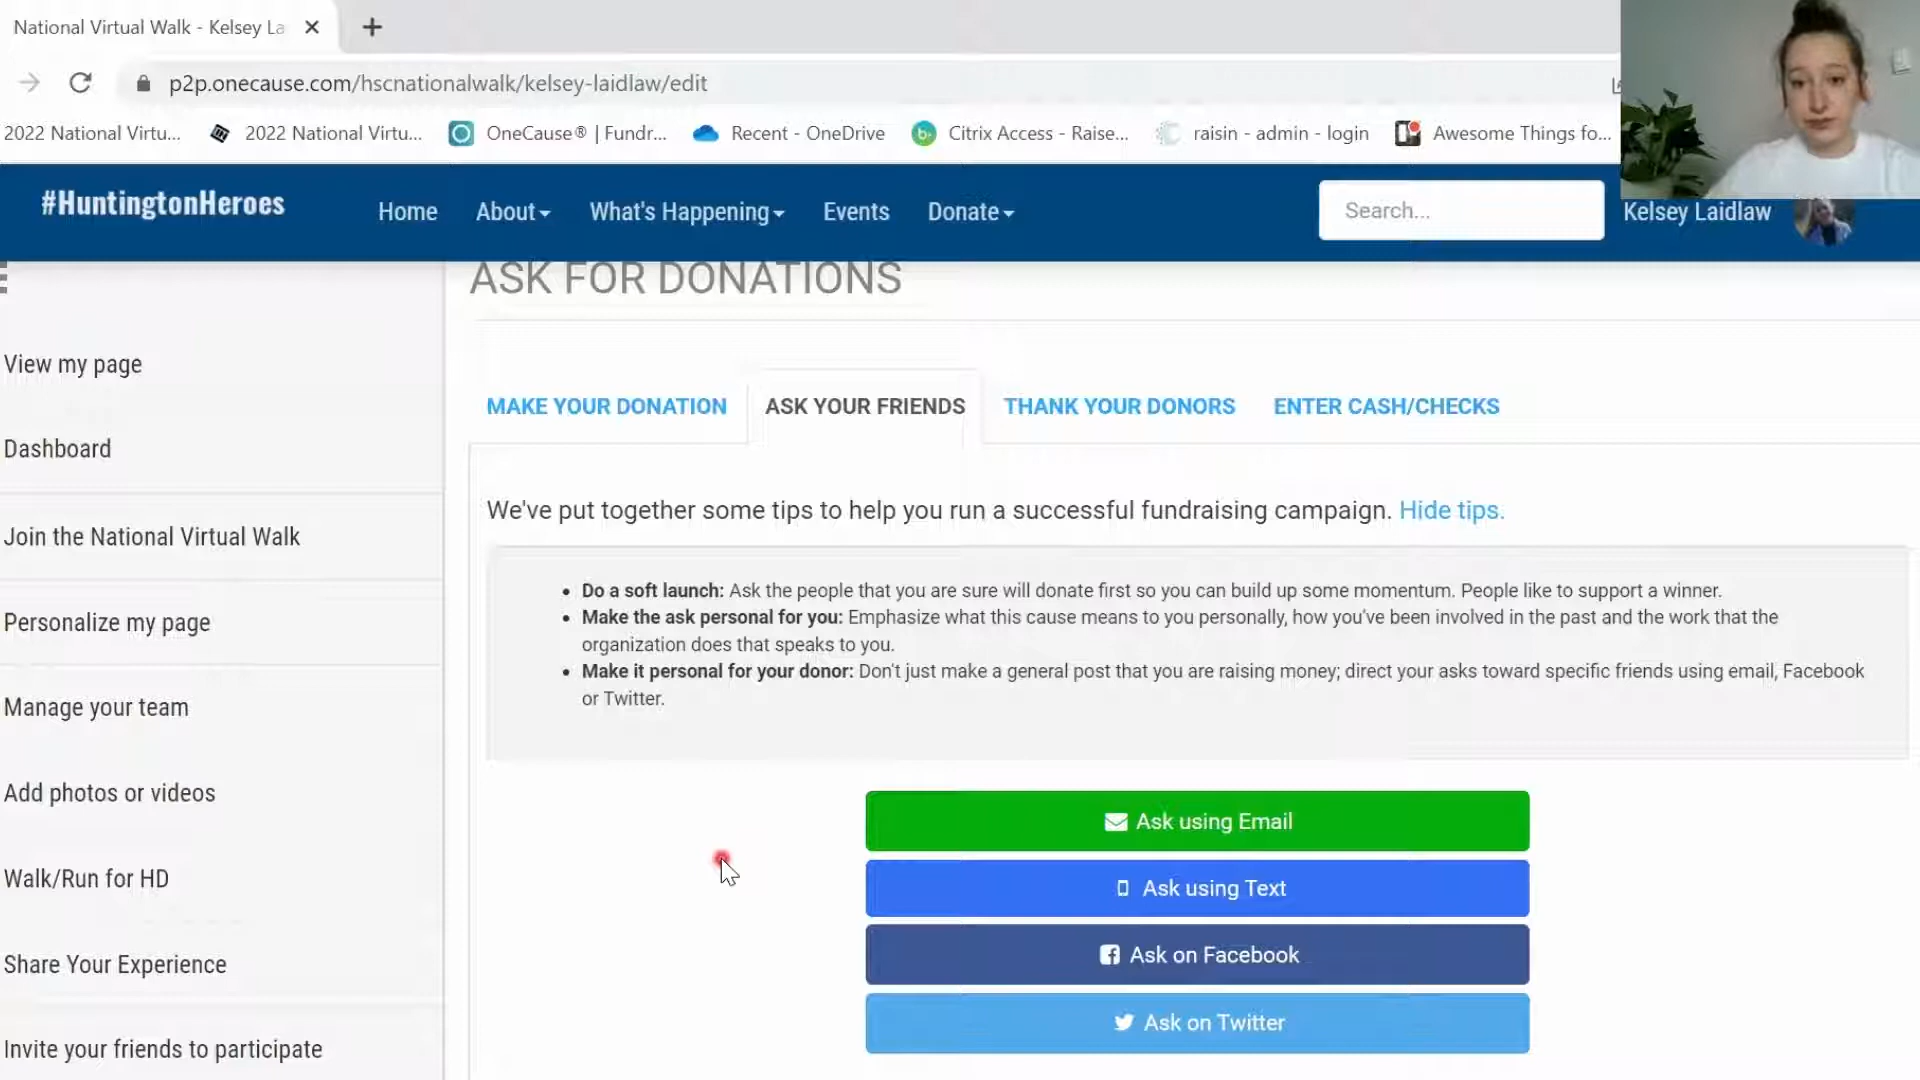 National Virtual Walk - Kelsey La
p2p.onecause.com/hscnationalwalk/kelsey-laidlaw/edit
2022 National Virtu...
2022 National Virtu...
OneCause® | Fundr...
Recent - OneDrive
Citrix Access - Raise...
raisin - admin - login
Awesome Things fo...
#HuntingtonHeroes
Home
About
What's Happening
Events
Donate
Search...
Kelsey Laidlaw
View my page
Dashboard
Join the National Virtual Walk
Personalize my page
Manage your team
Add photos or videos
Walk/Run for HD
Share Your Experience
Invite your friends to participate
ASK FOR DONATIONS
MAKE YOUR DONATION
ASK YOUR FRIENDS
THANK YOUR DONORS
ENTER CASH/CHECKS
We've put together some tips to help you run a successful fundraising campaign. Hide tips.
• Do a soft launch: Ask the people that you are sure will donate first so you can build up some momentum. People like to support a winner.
• Make the ask personal for you: Emphasize what this cause means to you personally, how you've been involved in the past and the work that the
organization does that speaks to you.
• Make it personal for your donor: Don't just make a general post that you are raising money; direct your asks toward specific friends using email, Facebook
or Twitter.
Ask using Email
Ask using Text
Ask on Facebook
Ask on Twitter